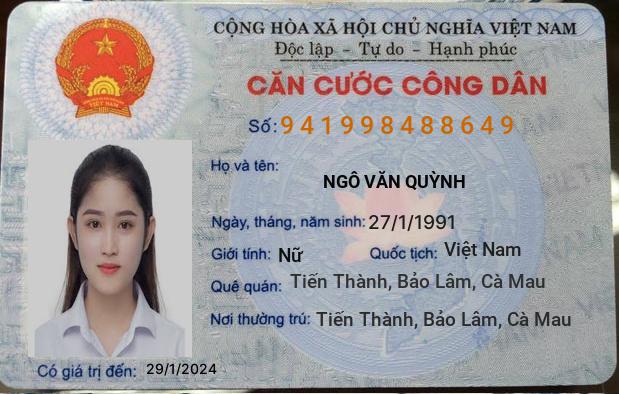 CỘNG HÒA XÃ HỘI CHỦ NGHĨA VIỆT NAM
Độc lập - Tự do - Hạnh phúc
CĂN CƯỚC CÔNG DÂN
Số: 941998488649
Họ và tên:
NGÔ VĂN QUỲNH
Ngày, tháng, năm sinh: 27/1/1991
Giới tính: Nữ Quốc tịch: Việt Nam
Quê quán: Tiến Thành, Bảo Lâm, Cà Mau
Nơi thường trú: Tiến Thành, Bảo Lâm, Cà Mau
Có giá trị đến: 29/1/2024
VIỆT NAM